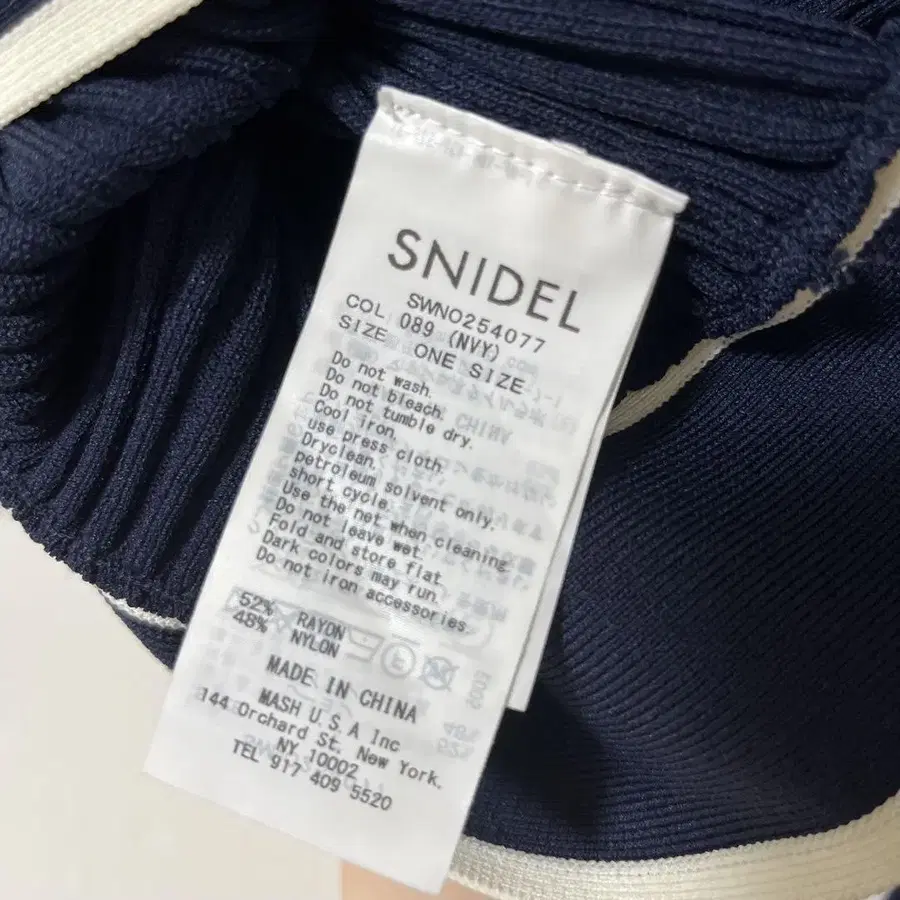 SNIDEL
SWNO254077
COL 089 (NVY)
SIZE ONE SIZE
Do not wash.
Do not bleach.
Do not tumble dry.
Cool iron.
use press cloth
Dryclean.
petroleum solvent only.
short cycle.
Use the net when cleaning.
Do not leave wet.
Fold and store flat
Dark colors may run.
Do not iron accessories
52% RAYON
48% NYLON
MADE IN CHINA
MASH U.S.A Inc
144 Orchard St. New York.
NY 10002
TEL 917 409 5520